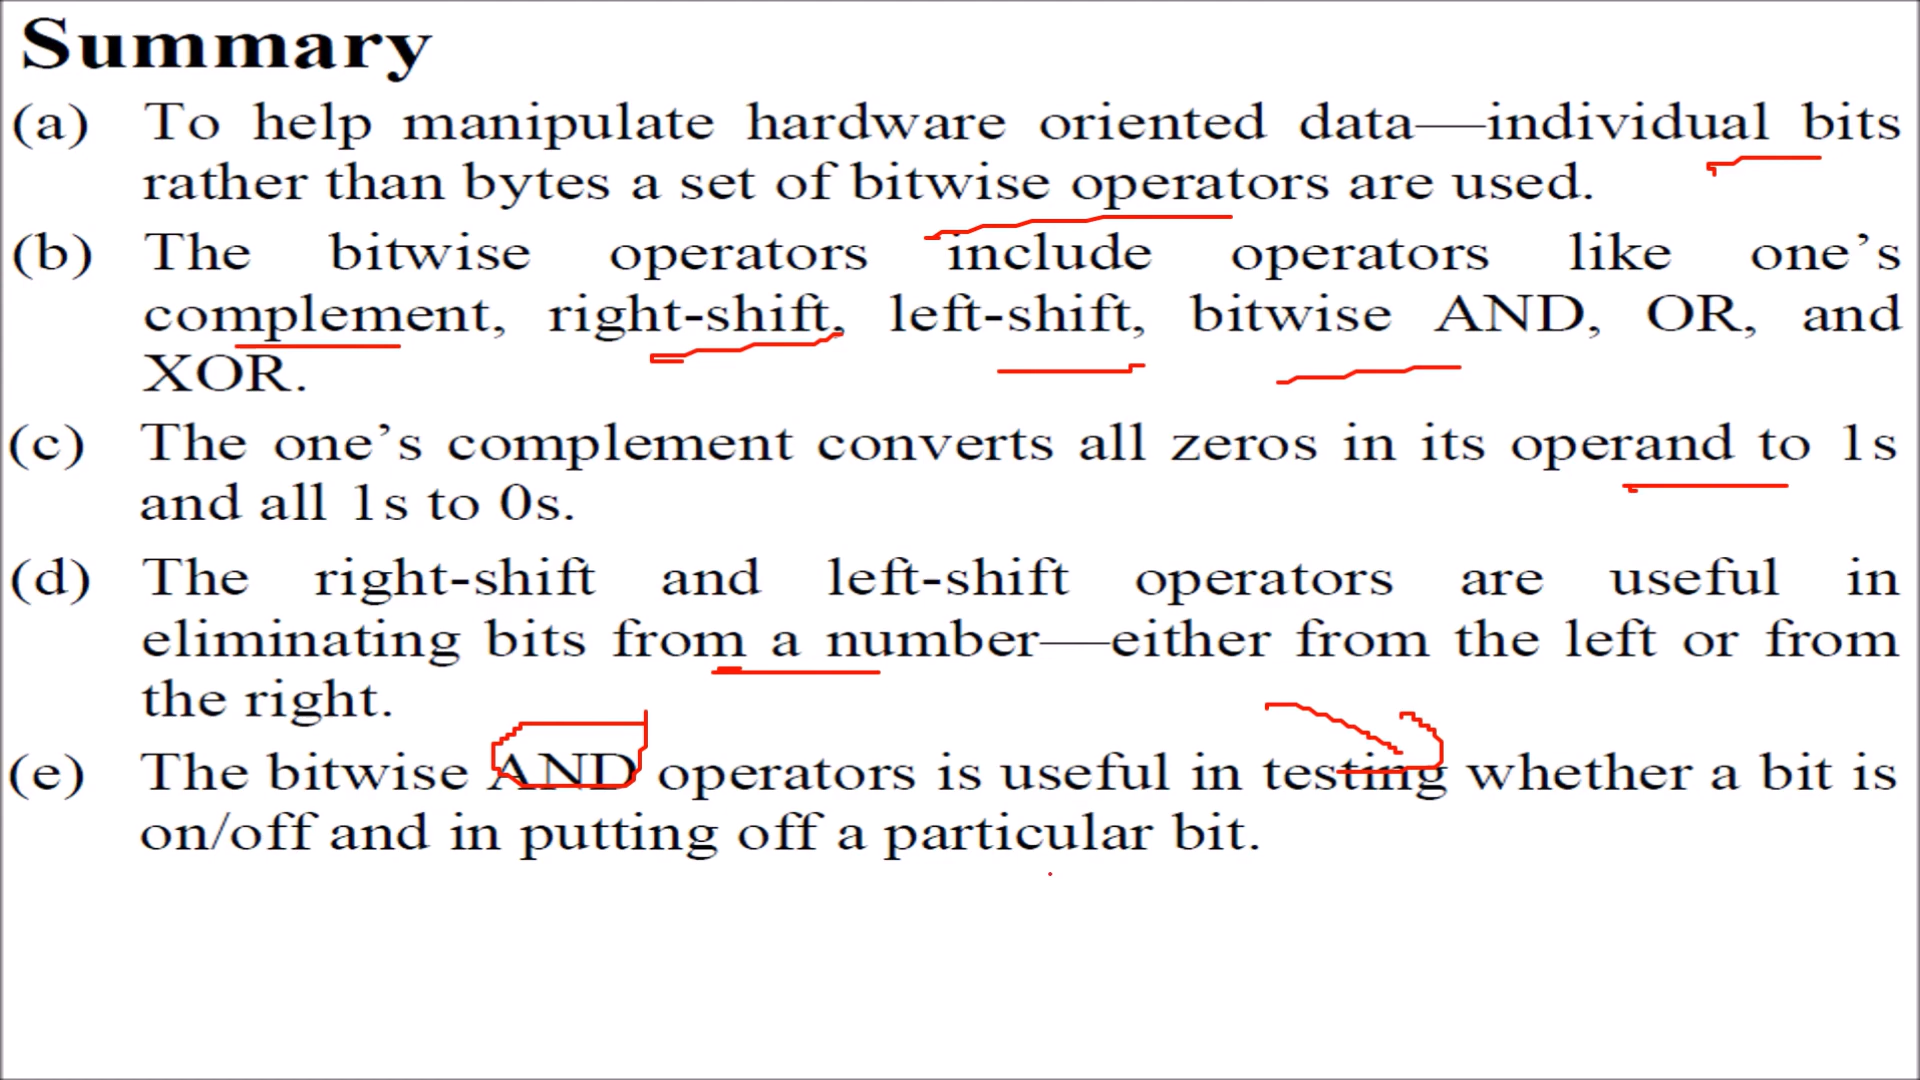 Summary
(a) To help manipulate hardware oriented data—individual bits
rather than bytes a set of bitwise operators are used.
(b) The bitwise operators include operators like one’s
complement, right-shift, left-shift, bitwise AND, OR, and
XOR.
(c) The one’s complement converts all zeros in its operand to 1s
and all 1s to 0s.
(d) The right-shift and left-shift operators are useful in
eliminating bits from a number—either from the left or from
the right.
(e) The bitwise AND operators is useful in testing whether a bit is
on/off and in putting off a particular bit.